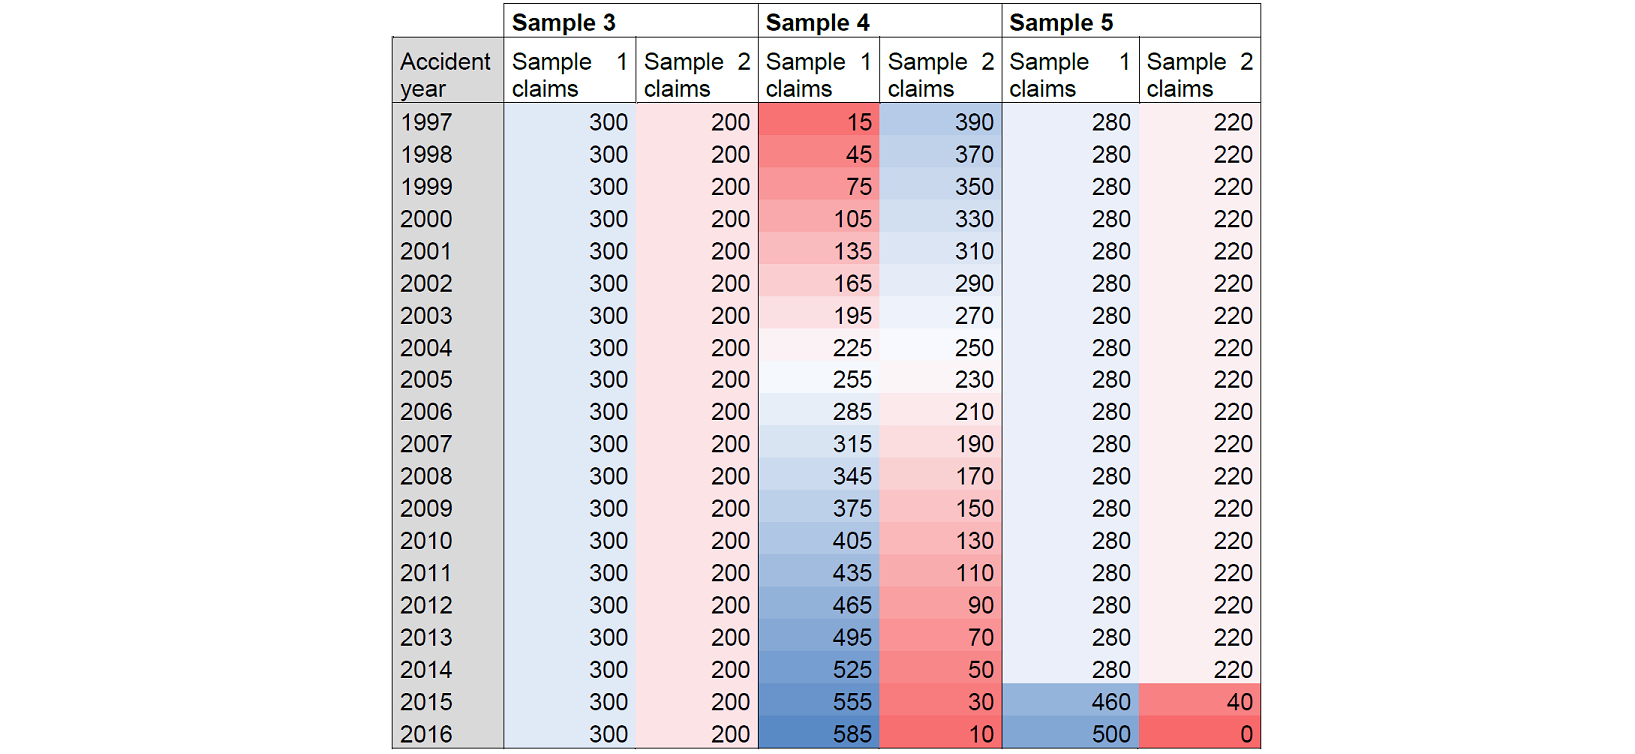 Sample 3 Sample 4 Sample 5
Accident year Sample 1 claims Sample 2 claims Sample 1 claims Sample 2 claims Sample 1 claims Sample 2 claims
1997 300 200 15 390 280 220
1998 300 200 45 370 280 220
1999 300 200 75 350 280 220
2000 300 200 105 330 280 220
2001 300 200 135 310 280 220
2002 300 200 165 290 280 220
2003 300 200 195 270 280 220
2004 300 200 225 250 280 220
2005 300 200 255 230 280 220
2006 300 200 285 210 280 220
2007 300 200 315 190 280 220
2008 300 200 345 170 280 220
2009 300 200 375 150 280 220
2010 300 200 405 130 280 220
2011 300 200 435 110 280 220
2012 300 200 465 90 280 220
2013 300 200 495 70 280 220
2014 300 200 525 50 280 220
2015 300 200 555 30 460 40
2016 300 200 585 10 500 0